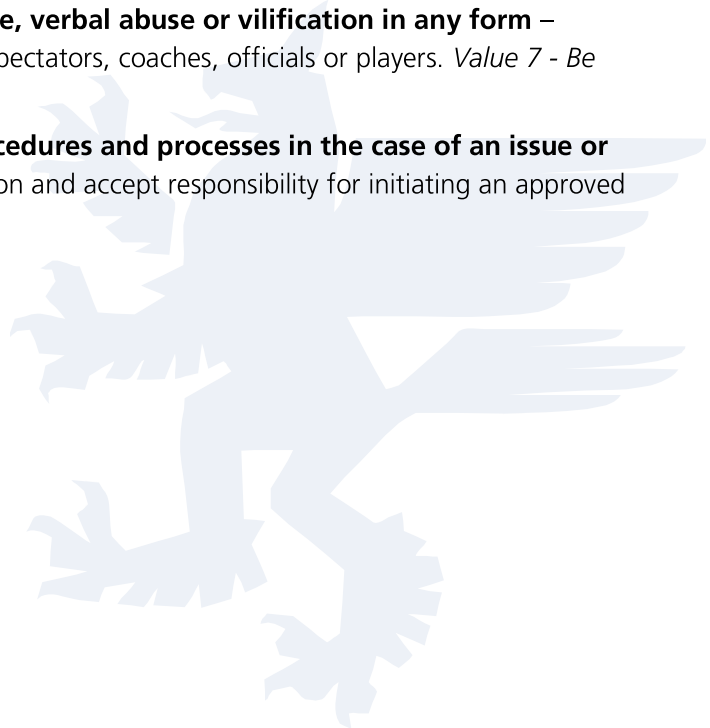 e, verbal abuse or vilification in any form –
pectators, coaches, officials or players. Value 7 - Be
cedures and processes in the case of an issue or
on and accept responsibility for initiating an approved